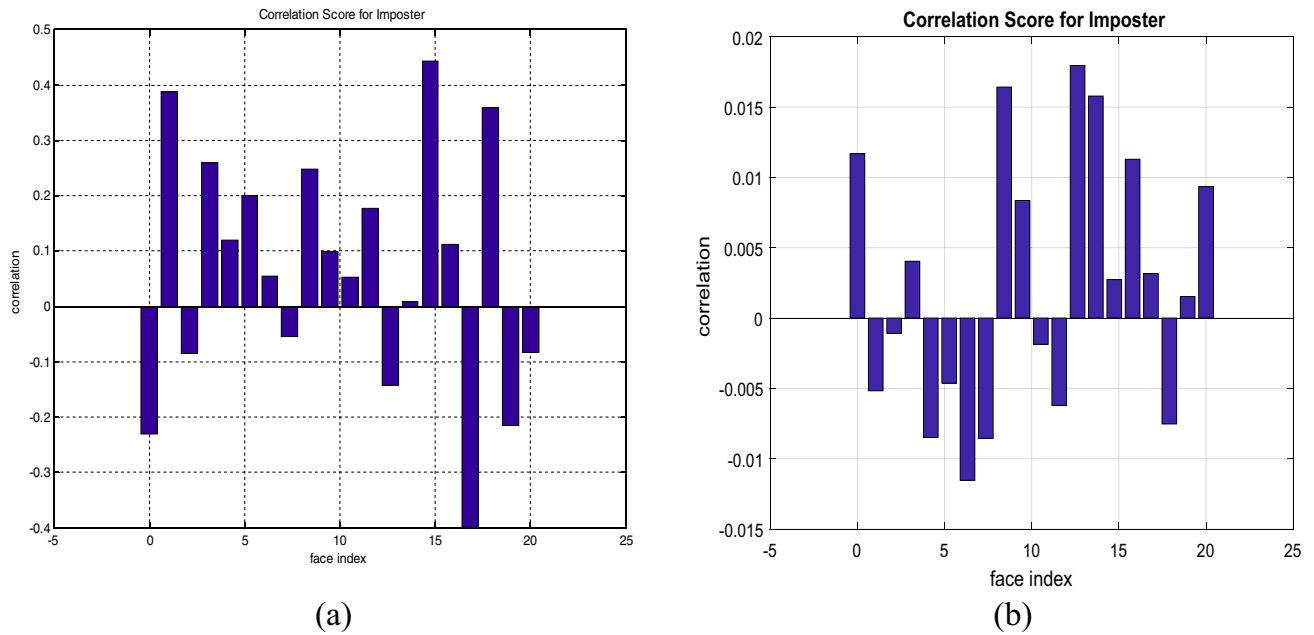 Correlation Score for Imposter
0.5
0.4
0.3
0.2
0.1
0
-0.1
-0.2
-0.3
-0.4
correlation
-5 0 5 10 15 20 25
face index
(a)
Correlation Score for Imposter
0.02
0.015
0.01
0.005
0
-0.005
-0.01
-0.015
correlation
-5 0 5 10 15 20 25
face index
(b)